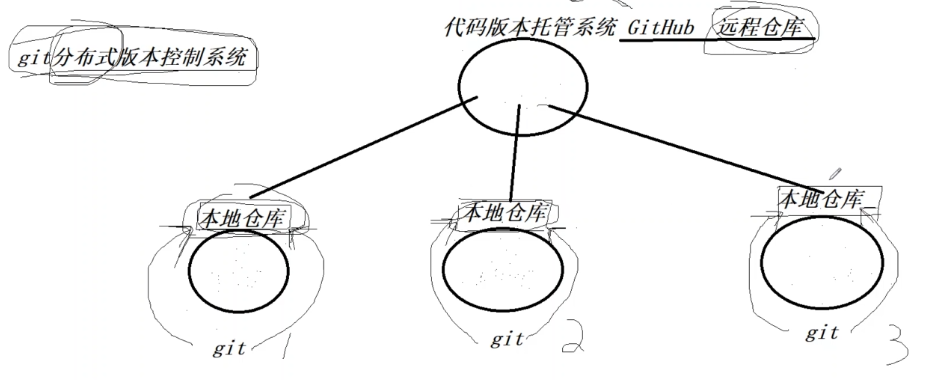 代码版本托管系统 GitHub 远程仓库
git分布式版本控制系统
本地仓库 本地仓库 本地仓库
git 1 git 2 git 3